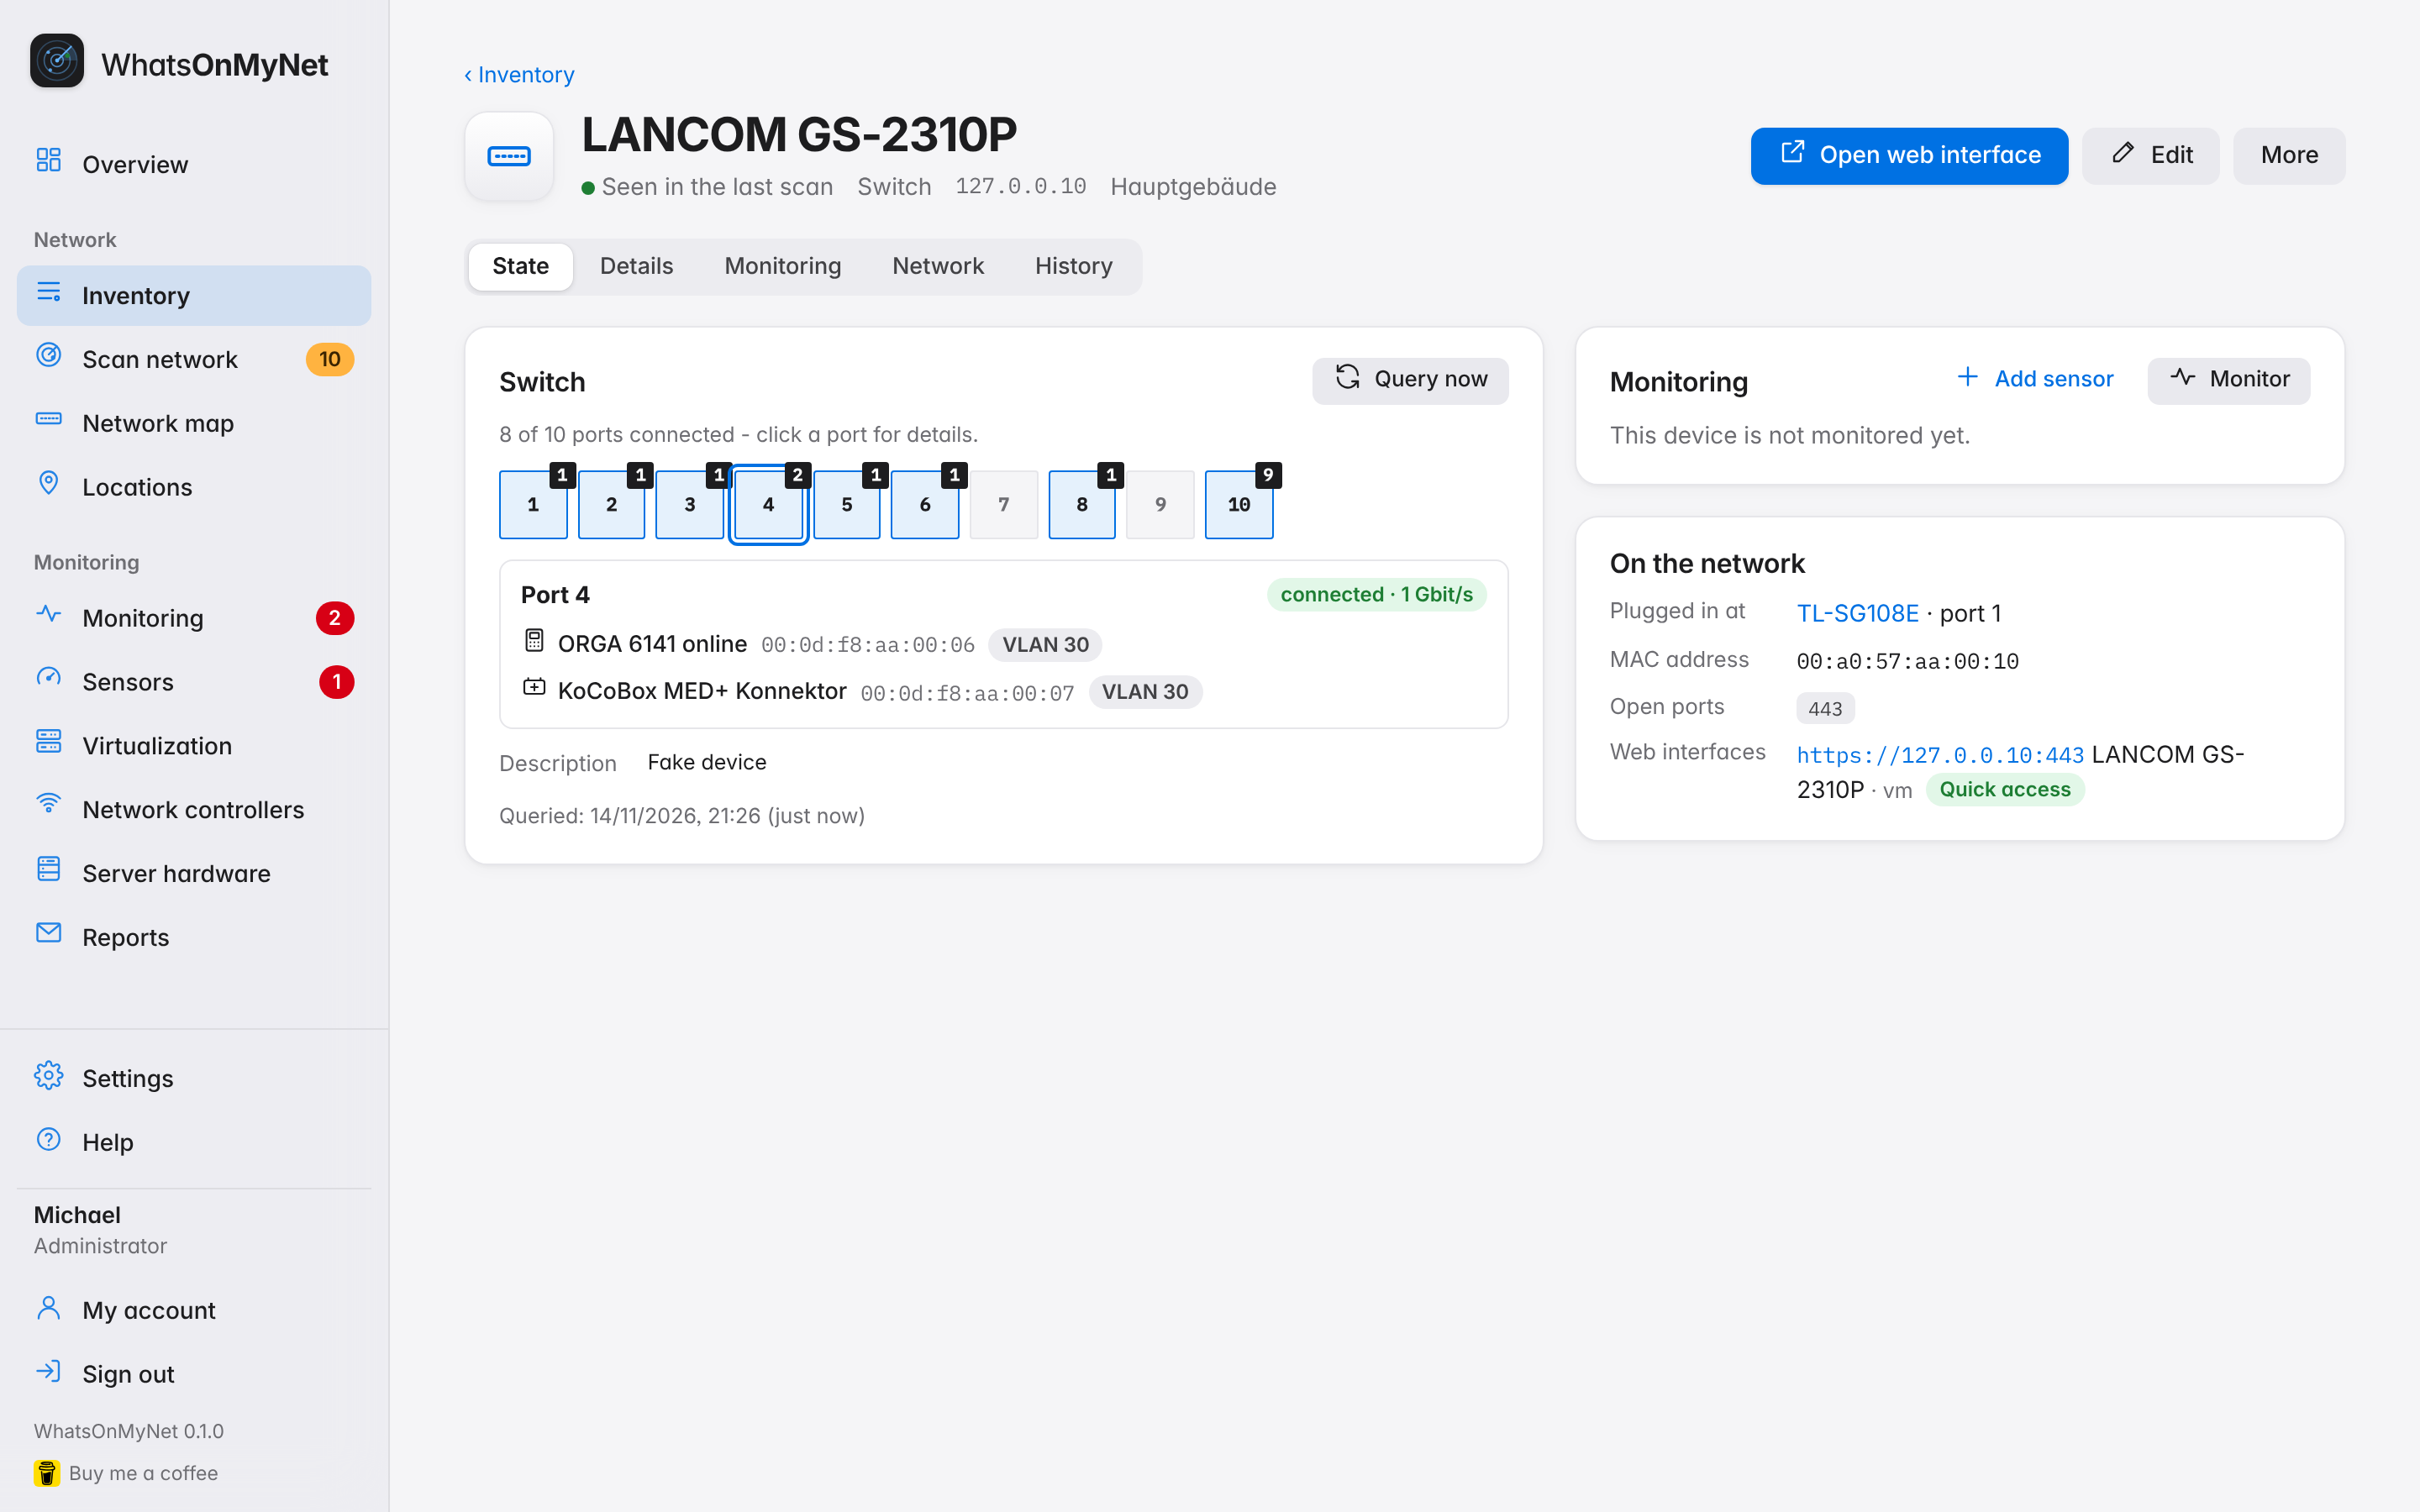 WhatsOnMyNet
Overview
Network
Inventory
Scan network 10
Network map
Locations
Monitoring
Monitoring 2
Sensors 1
Virtualization
Network controllers
Server hardware
Reports
Settings
Help
Michael
Administrator
My account
Sign out
WhatsOnMyNet 0.1.0
Buy me a coffee
‹ Inventory
LANCOM GS-2310P
Seen in the last scan Switch 127.0.0.10 Hauptgebäude
Open web interface Edit More
State Details Monitoring Network History
Switch Query now
8 of 10 ports connected - click a port for details.
1 1 1 2 1 1 1 9
1 2 3 4 5 6 7 8 9 10
Port 4 connected · 1 Gbit/s
ORGA 6141 online 00:0d:f8:aa:00:06 VLAN 30
KoCoBox MED+ Konnektor 00:0d:f8:aa:00:07 VLAN 30
Description Fake device
Queried: 14/11/2026, 21:26 (just now)
Monitoring + Add sensor Monitor
This device is not monitored yet.
On the network
Plugged in at TL-SG108E · port 1
MAC address 00:a0:57:aa:00:10
Open ports 443
Web interfaces https://127.0.0.10:443 LANCOM GS-
2310P · vm Quick access